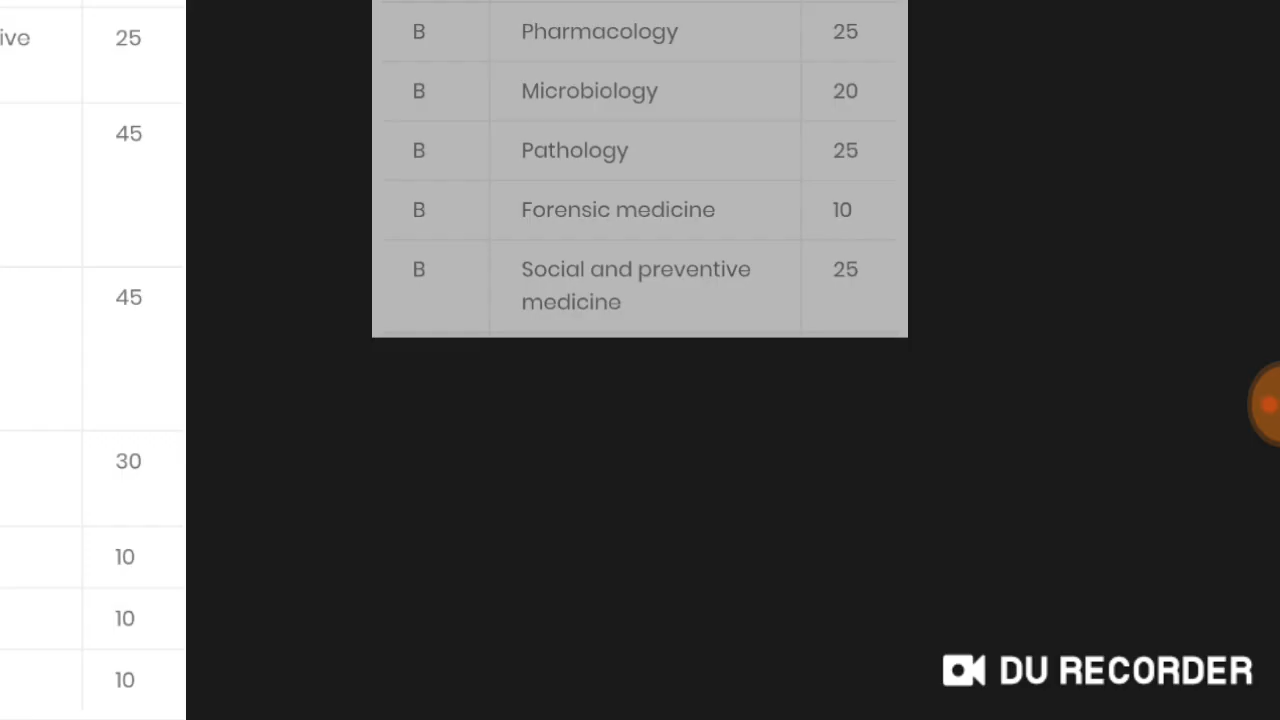 ive 25
45
45
30
10
10
10
B Pharmacology 25
B Microbiology 20
B Pathology 25
B Forensic medicine 10
B Social and preventive 25
medicine
DU RECORDER